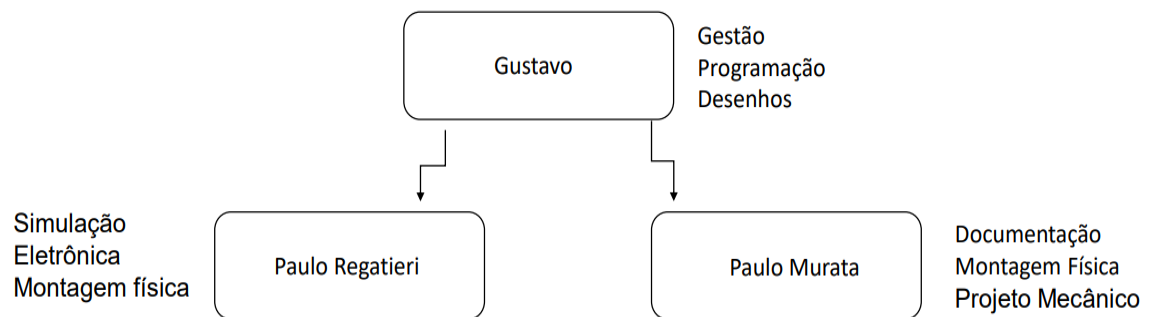 Gustavo
Gestão
Programação
Desenhos
Simulação
Eletrônica
Montagem física
Paulo Regatieri
Paulo Murata
Documentação
Montagem Física
Projeto Mecânico